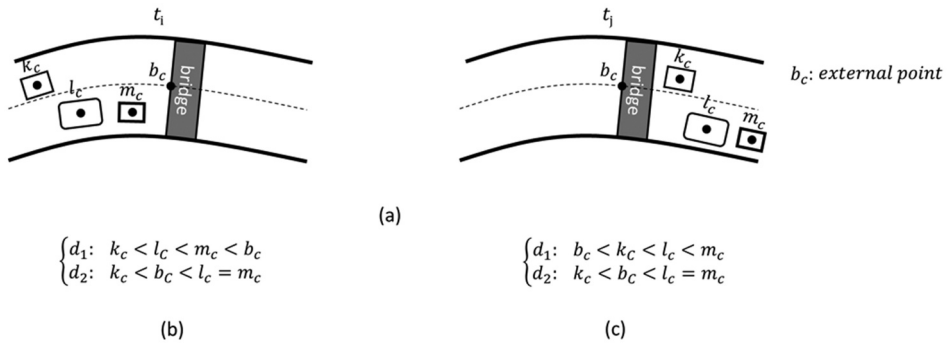 t_i
k_c
l_c
m_c
b_c
bridge
t_j
b_c
bridge
k_c
l_c
m_c
b_c: external point
(a)
{d_1: k_c < l_C < m_c < b_c
d_2: k_c < b_C < l_c = m_c
(b)
{d_1: b_c < k_C < l_c < m_c
d_2: k_c < b_C < l_c = m_c
(c)